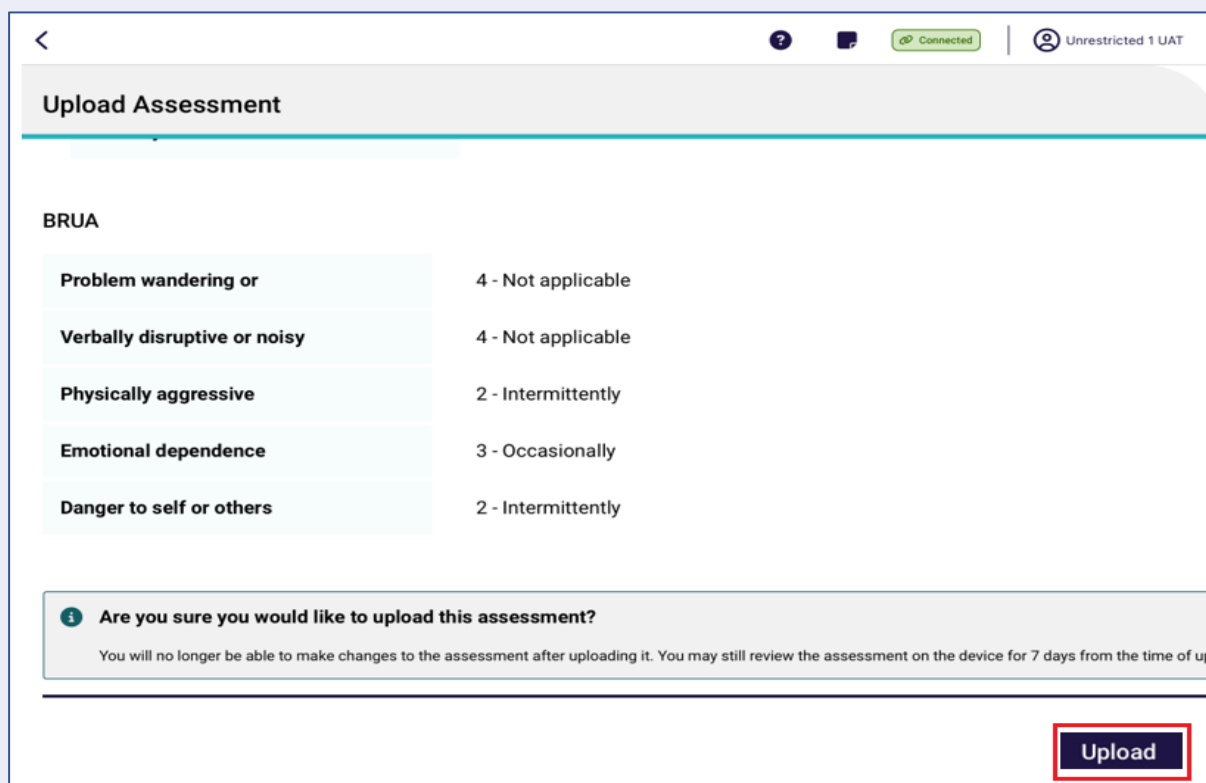 ? Connected Unrestricted 1 UAT
Upload Assessment
BRUA
Problem wandering or 4 - Not applicable
Verbally disruptive or noisy 4 - Not applicable
Physically aggressive 2 - Intermittently
Emotional dependence 3 - Occasionally
Danger to self or others 2 - Intermittently
Are you sure you would like to upload this assessment?
You will no longer be able to make changes to the assessment after uploading it. You may still review the assessment on the device for 7 days from the time of
Upload